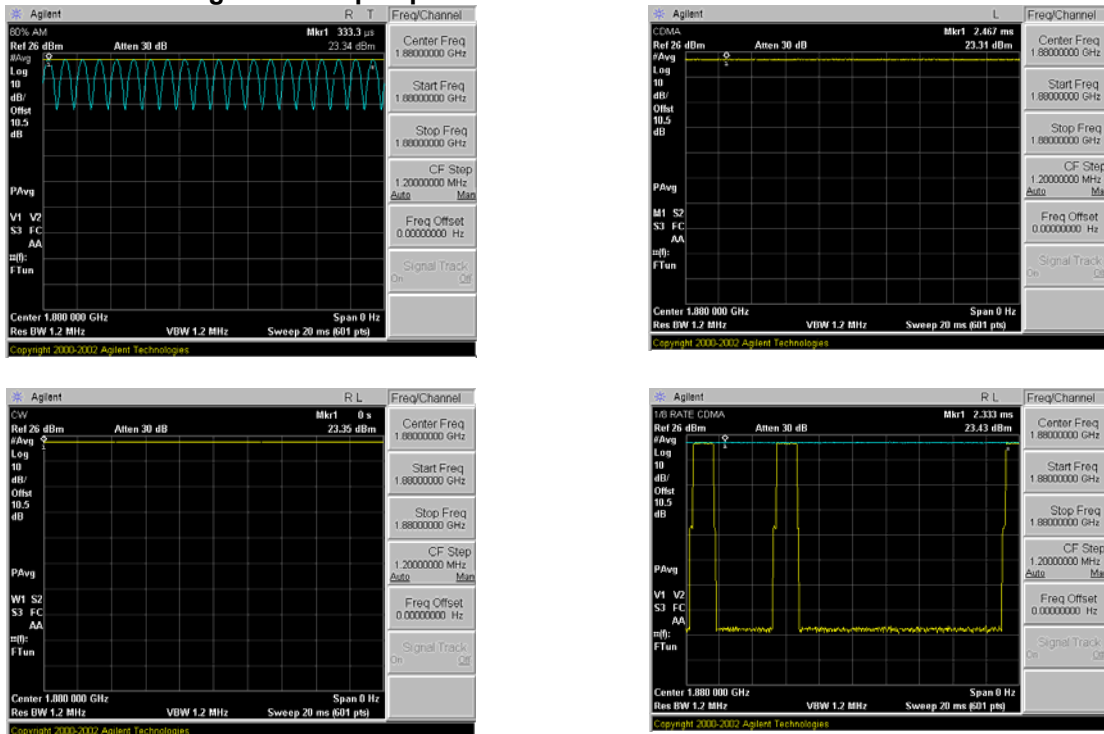 Agilent R T Freq/Channel
80% AM Mkr1 333.3 µs
Ref 26 dBm Atten 30 dB 23.34 dBm
#Avg
Log
10
dB/
Offst
10.5
dB
PAvg
V1 V2
S3 FC
AA
¤(f):
FTun
1
Center 1.880 000 GHz Span 0 Hz
Res BW 1.2 MHz VBW 1.2 MHz Sweep 20 ms (601 pts)
Copyright 2000-2002 Agilent Technologies
Center Freq
1.88000000 GHz
Start Freq
1.88000000 GHz
Stop Freq
1.88000000 GHz
CF Step
1.20000000 MHz
Auto Man
Freq Offset
0.00000000 Hz
Signal Track
On Off
Agilent L Freq/Channel
CDMA Mkr1 2.467 ms
Ref 26 dBm Atten 30 dB 23.31 dBm
#Avg
Log
10
dB/
Offst
10.5
dB
PAvg
M1 S2
S3 FC
AA
¤(f):
FTun
1
Center 1.880 000 GHz Span 0 Hz
Res BW 1.2 MHz VBW 1.2 MHz Sweep 20 ms (601 pts)
Copyright 2000-2002 Agilent Technologies
Center Freq
1.88000000 GHz
Start Freq
1.88000000 GHz
Stop Freq
1.88000000 GHz
CF Step
1.20000000 MHz
Auto Man
Freq Offset
0.00000000 Hz
Signal Track
On
Agilent R L Freq/Channel
CW Mkr1 0 s
Ref 26 dBm Atten 30 dB 23.35 dBm
#Avg
Log
10
dB/
Offst
10.5
dB
PAvg
W1 S2
S3 FC
AA
¤(f):
FTun
1
Center 1.880 000 GHz Span 0 Hz
Res BW 1.2 MHz VBW 1.2 MHz Sweep 20 ms (601 pts)
Copyright 2000-2002 Agilent Technologies
Center Freq
1.88000000 GHz
Start Freq
1.88000000 GHz
Stop Freq
1.88000000 GHz
CF Step
1.20000000 MHz
Auto Man
Freq Offset
0.00000000 Hz
Signal Track
On Off
Agilent R L Freq/Channel
1/8 RATE CDMA Mkr1 2.333 ms
Ref 26 dBm Atten 30 dB 23.43 dBm
#Avg
Log
10
dB/
Offst
10.5
dB
PAvg
V1 V2
S3 FC
AA
¤(f):
FTun
1
Center 1.880 000 GHz Span 0 Hz
Res BW 1.2 MHz VBW 1.2 MHz Sweep 20 ms (601 pts)
Copyright 2000-2002 Agilent Technologies
Center Freq
1.88000000 GHz
Start Freq
1.88000000 GHz
Stop Freq
1.88000000 GHz
CF Step
1.20000000 MHz
Auto
Freq Offset
0.00000000 Hz
Signal Track
On